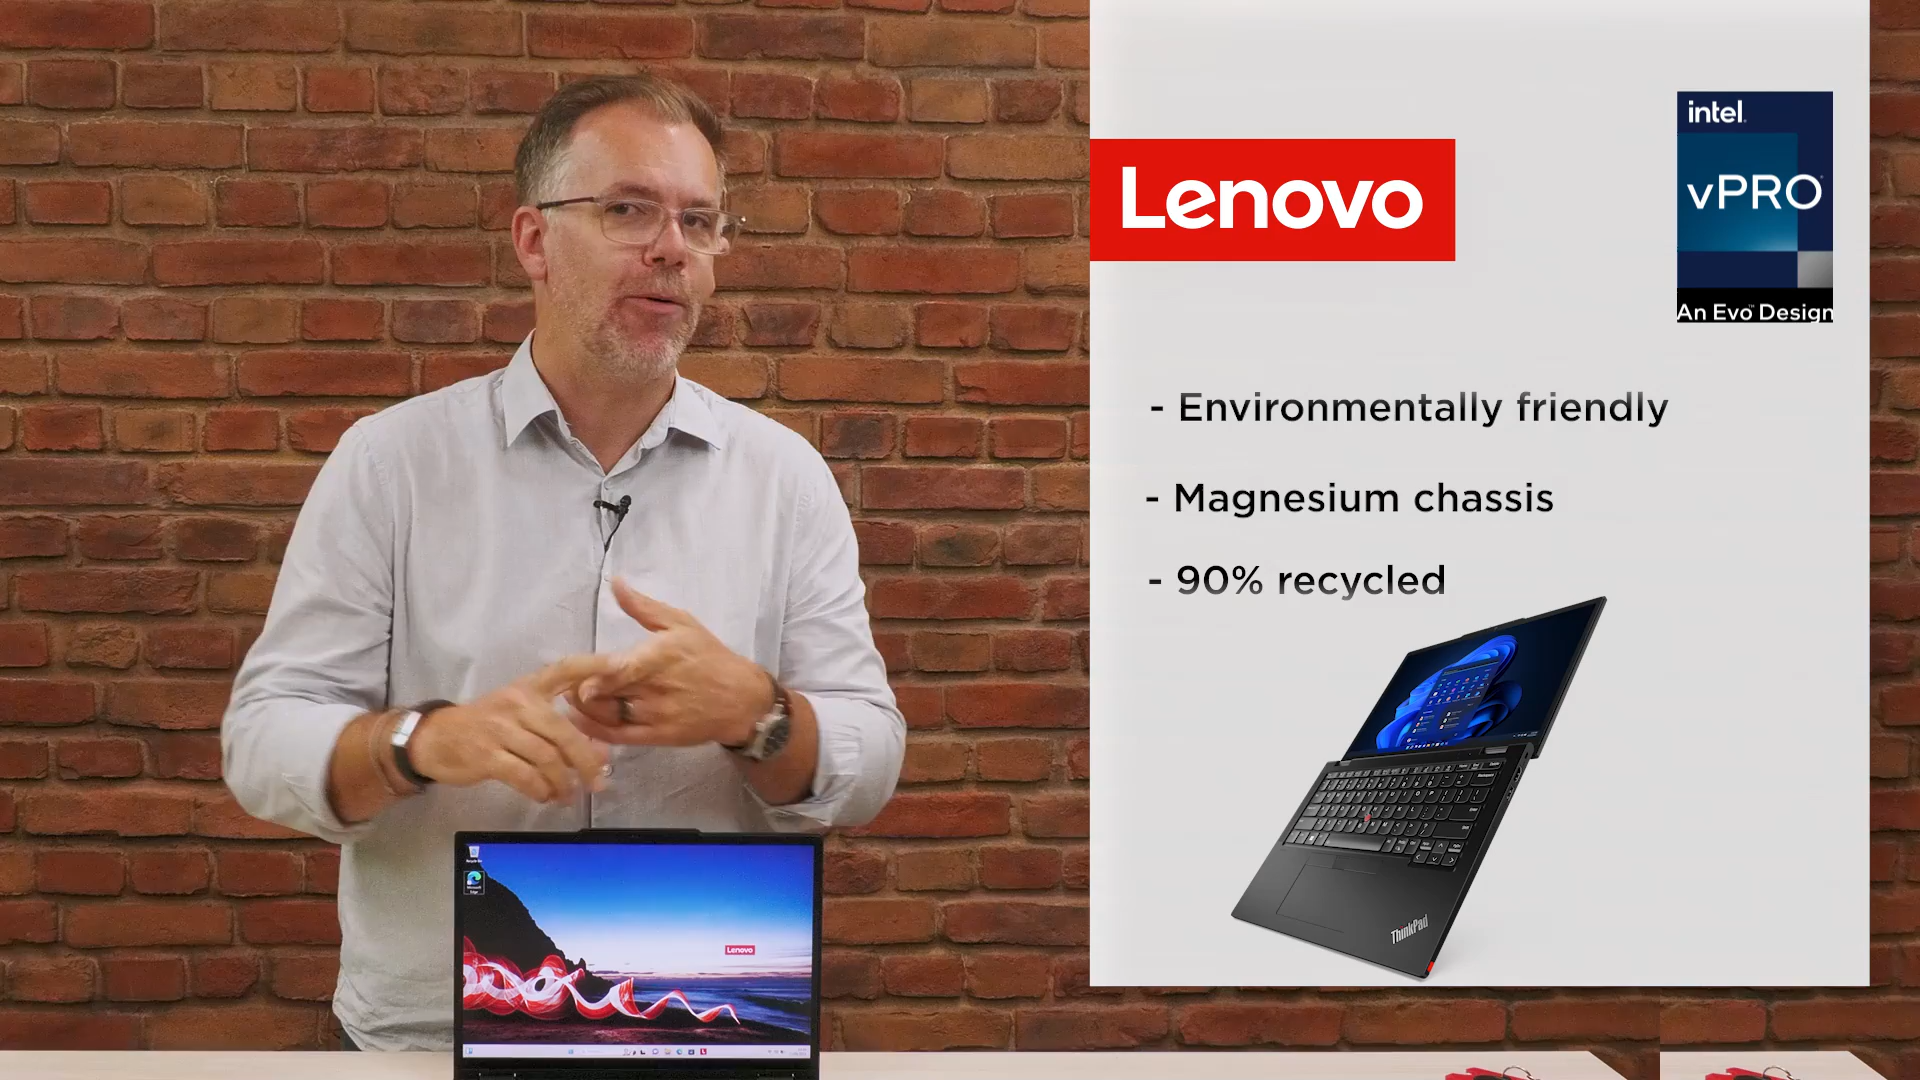 intel.
Lenovo
vPRO
An Evo Design
- Environmentally friendly
- Magnesium chassis
- 90% recycled
ThinkPad
Lenovo